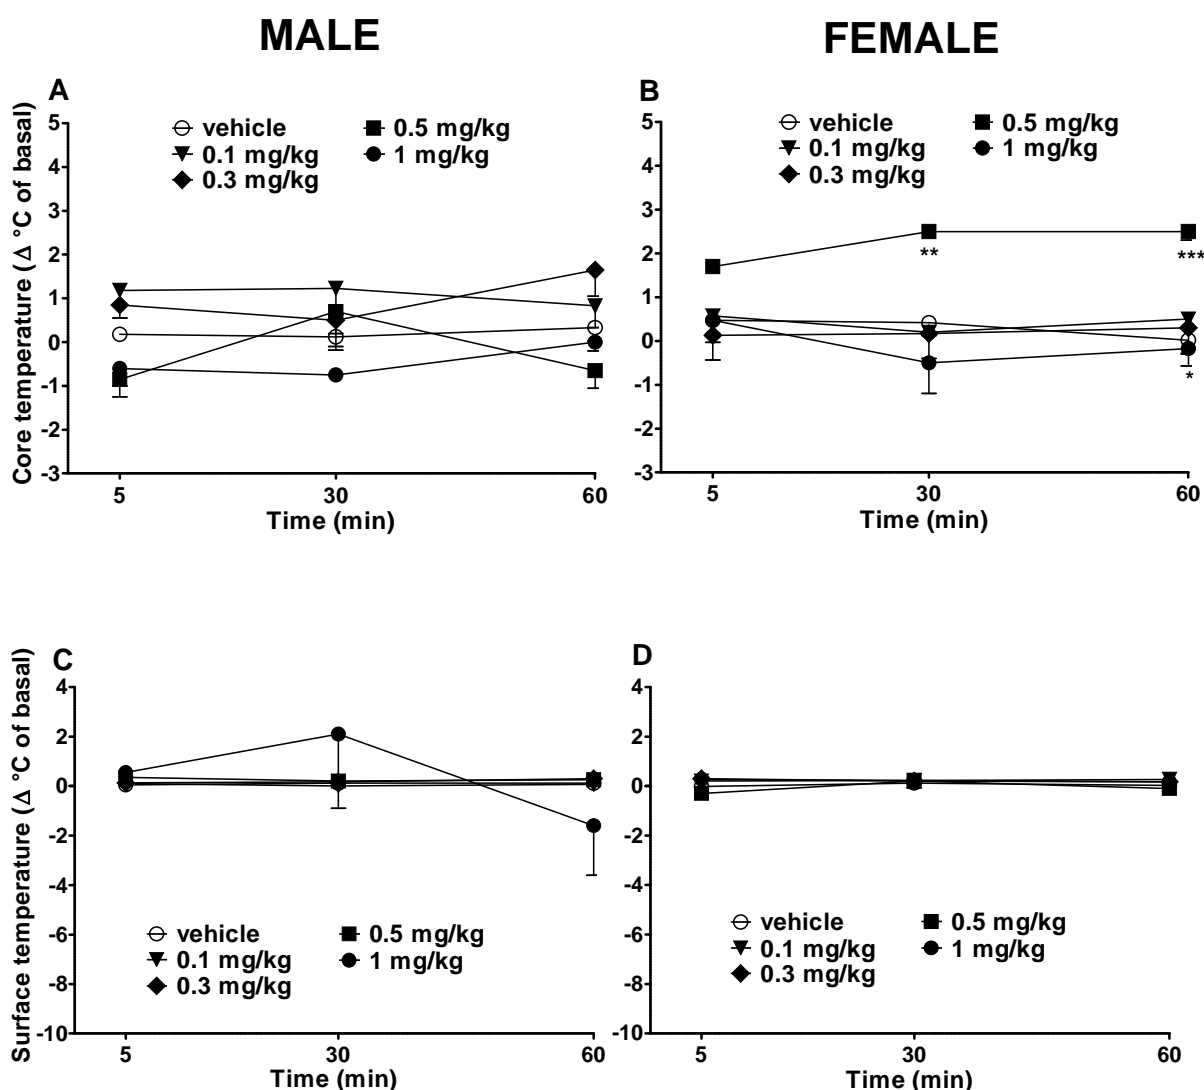 MALE
FEMALE
A
Core temperature (Δ °C of basal)
5
4
3
2
1
0
-1
-2
-3
vehicle
0.1 mg/kg
0.3 mg/kg
0.5 mg/kg
1 mg/kg
5
30
60
Time (min)
B
5
4
3
2
1
0
-1
-2
-3
vehicle
0.1 mg/kg
0.3 mg/kg
0.5 mg/kg
1 mg/kg
**
***
*
5
30
60
Time (min)
C
Surface temperature (Δ °C of basal)
4
2
0
-2
-4
-6
-8
-10
vehicle
0.1 mg/kg
0.3 mg/kg
0.5 mg/kg
1 mg/kg
5
30
60
Time (min)
D
4
2
0
-2
-4
-6
-8
-10
vehicle
0.1 mg/kg
0.3 mg/kg
0.5 mg/kg
1 mg/kg
5
30
60
Time (min)